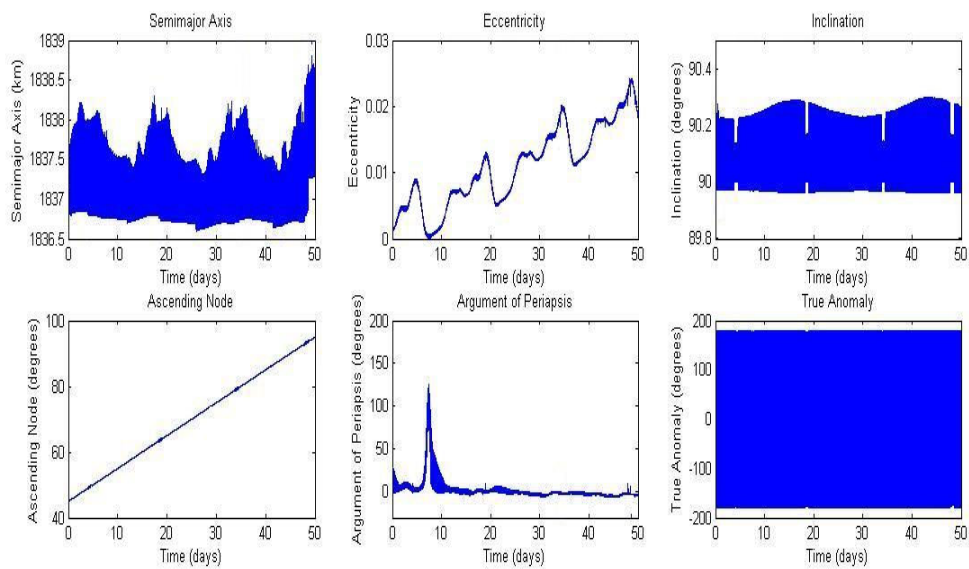 Semimajor Axis
1839
1838.5
1838
1837.5
1837
1836.5
0 10 20 30 40 50
Time (days)
Semimajor Axis (km)
Eccentricity
0.03
0.02
0.01
0
0 10 20 30 40 50
Time (days)
Eccentricity
Inclination
90.4
90.2
90
89.8
0 10 20 30 40 50
Time (days)
Inclination (degrees)
Ascending Node
100
80
60
40
0 10 20 30 40 50
Time (days)
Ascending Node (degrees)
Argument of Periapsis
200
150
100
50
0
0 10 20 30 40 50
Time (days)
Argument of Periapsis (degrees)
True Anomaly
200
100
0
-100
-200
0 10 20 30 40 50
Time (days)
True Anomaly (degrees)